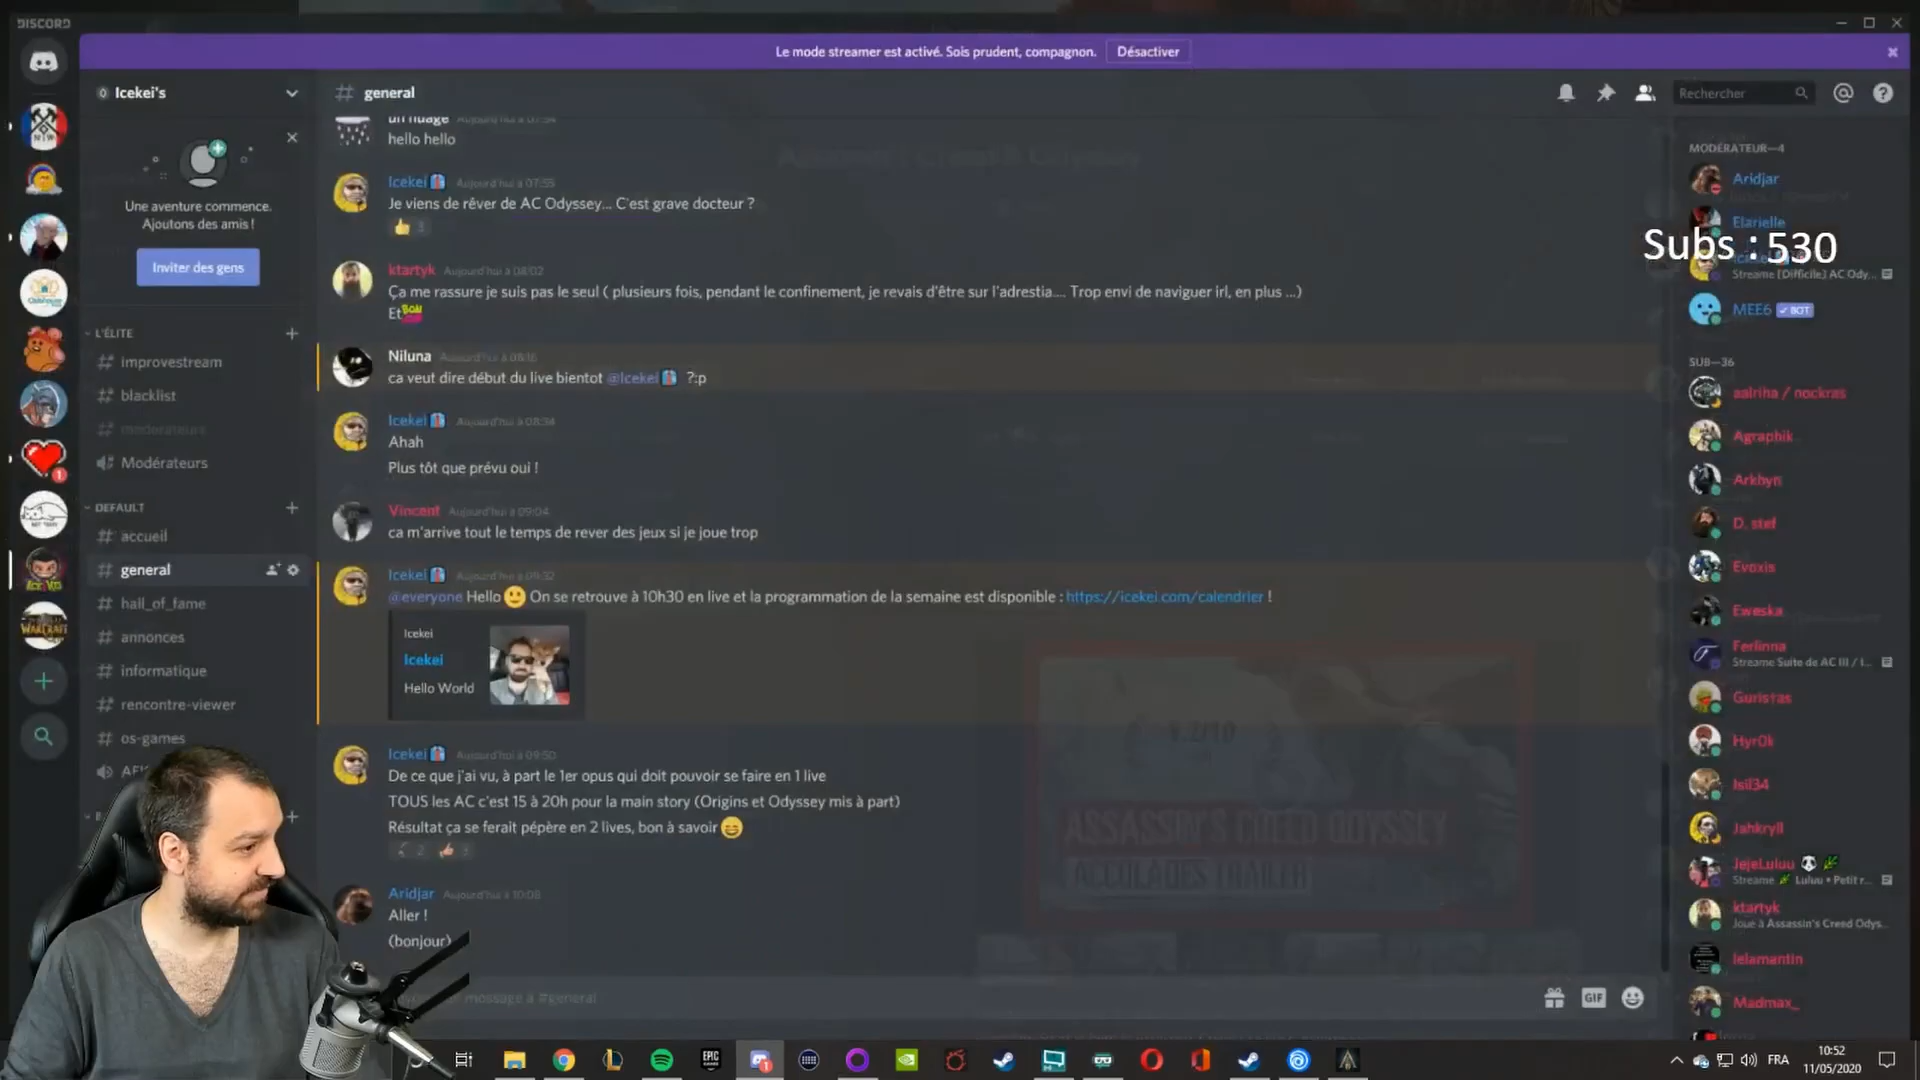 DISCORD
Le mode streamer est activé. Sois prudent, compagnon. Désactiver
Icekei's
general
Rechercher
Une aventure commence.
Ajoutons des amis !
Inviter des gens
L'ÉLITE
improvestream
blacklist
moderateurs
Modérateurs
DEFAULT
accueil
general
hall_of_fame
annonces
informatique
rencontre-viewer
os-games
un nuage Aujourd'hui à 07:54
hello hello
Icekei Aujourd'hui à 07:55
Je viens de rêver de AC Odyssey... C'est grave docteur ?
3
ktartyk Aujourd'hui à 08:02
Ça me rassure je suis pas le seul ( plusieurs fois, pendant le confinement, je revais d'être sur l'adrestia.... Trop envi de naviguer irl, en plus ...)
Et
Niluna Aujourd'hui à 08:16
ca veut dire début du live bientot @Icekei ?:p
Icekei Aujourd'hui à 08:34
Ahah
Plus tôt que prévu oui !
Vincent Aujourd'hui à 09:04
ca m'arrive tout le temps de rever des jeux si je joue trop
Icekei Aujourd'hui à 09:32
@everyone Hello On se retrouve à 10h30 en live et la programmation de la semaine est disponible : https://icekei.com/calendrier !
Icekei
Icekei
Hello World
Icekei Aujourd'hui à 09:50
De ce que j'ai vu, à part le 1er opus qui doit pouvoir se faire en 1 live
TOUS les AC c'est 15 à 20h pour la main story (Origins et Odyssey mis à part)
Résultat ça se ferait pépère en 2 lives, bon à savoir
2 3
Aridjar Aujourd'hui à 10:08
Aller !
(bonjour)
message à #general
GIF
ASSASSIN'S CREED ODYSSEY
ACCOLADES TRAILER
MODÉRATEUR—4
Aridjar
Elarielle
Subs : 530
Streame [Difficile] AC Ody...
MEE6 BOT
SUB—36
aalriha / nockras
Agraphik
Arkhyn
D. stef
Evoxis
Eweska
Ferlinna
Streame Suite de AC III / I...
Guristas
Hyr0k
Isil34
Jahkryll
JejeLuluu
Streame Luluu • Petit r...
ktartyk
Joue à Assassin's Creed Odys...
lelamantin
Madmax_
EPIC
FRA
10:52
11/05/2020